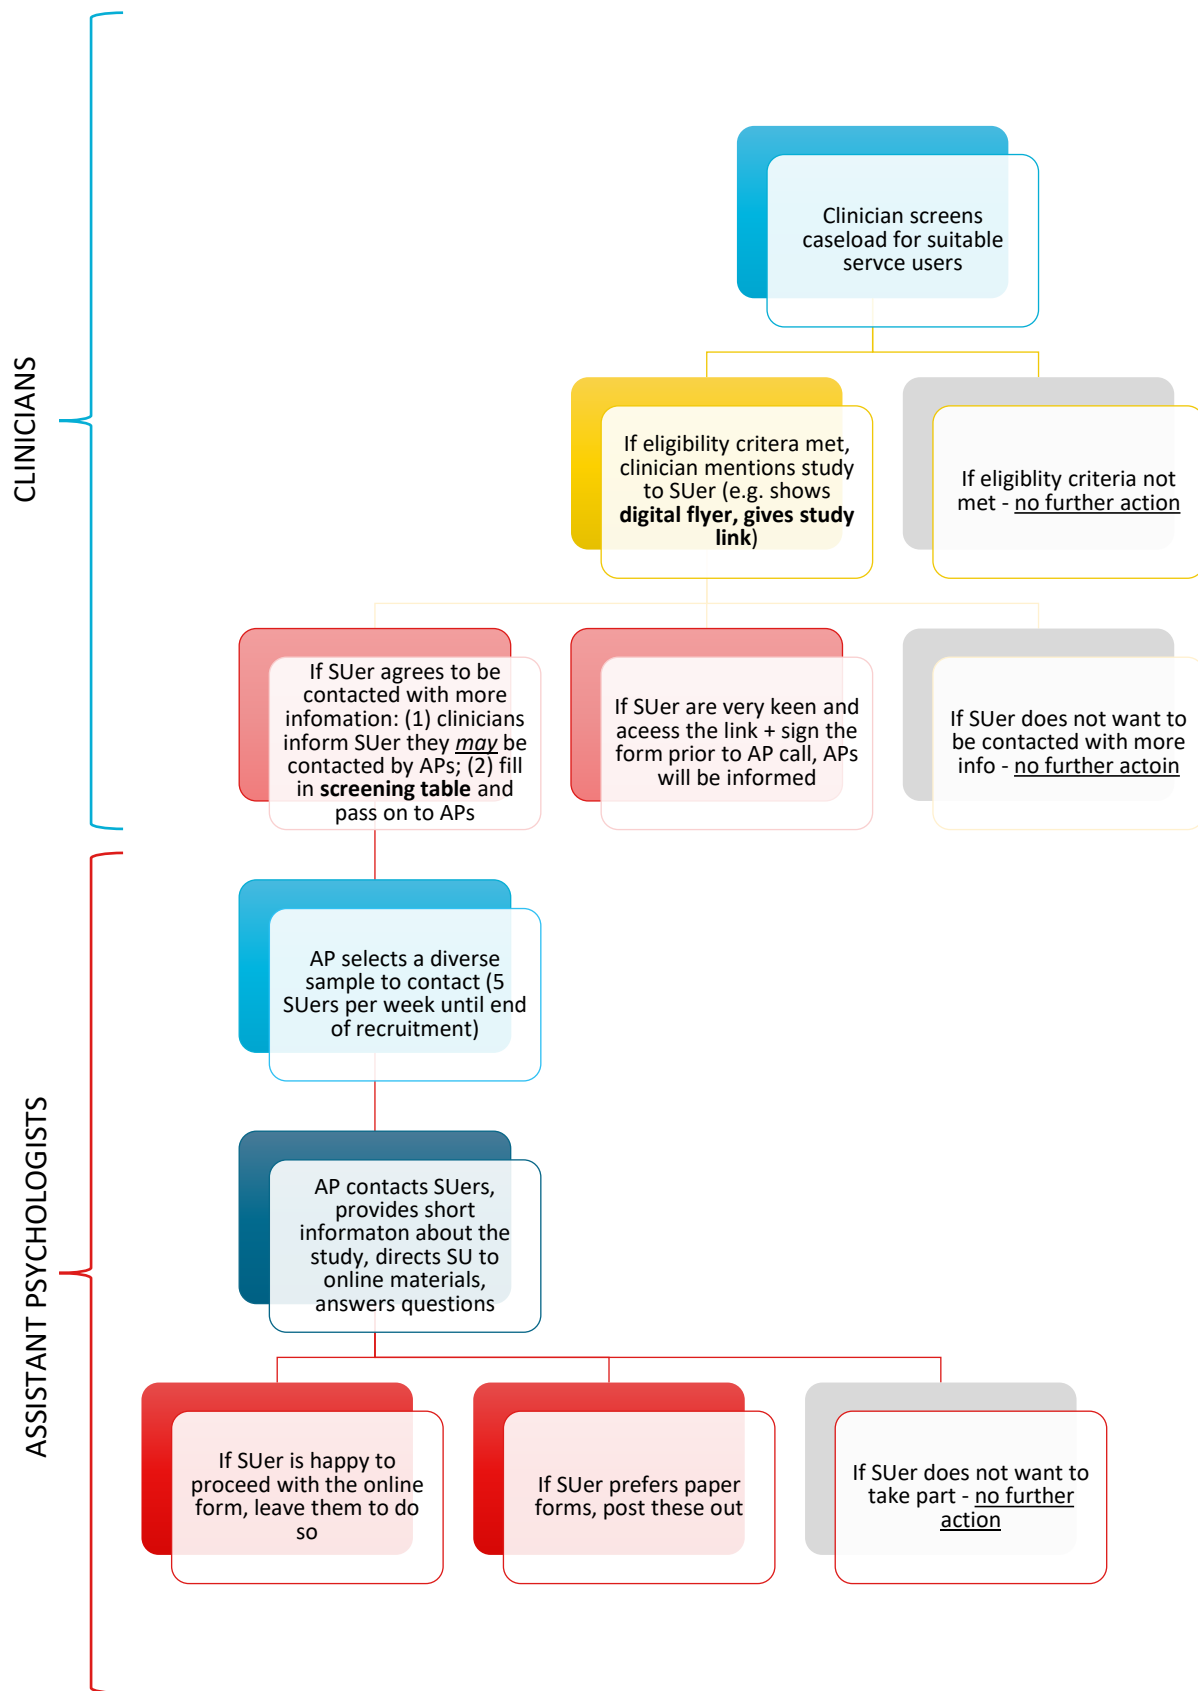 CLINICIANS
Clinician screens
caseload for suitable
servce users
If eligibility critera met,
clinician mentions study
to SUer (e.g. shows
digital flyer, gives study
link)
If eligiblity criteria not
met - no further action
If SUer agrees to be
contacted with more
infomation: (1) clinicians
inform SUer they may be
contacted by APs; (2) fill
in screening table and
pass on to APs
If SUer are very keen and
aceess the link + sign the
form prior to AP call, APs
will be informed
If SUer does not want to
be contacted with more
info - no further actoin
ASSISTANT PSYCHOLOGISTS
AP selects a diverse
sample to contact (5
SUers per week until end
of recruitment)
AP contacts SUers,
provides short
informaton about the
study, directs SU to
online materials,
answers questions
If SUer is happy to
proceed with the online
form, leave them to do
so
If SUer prefers paper
forms, post these out
If SUer does not want to
take part - no further
action